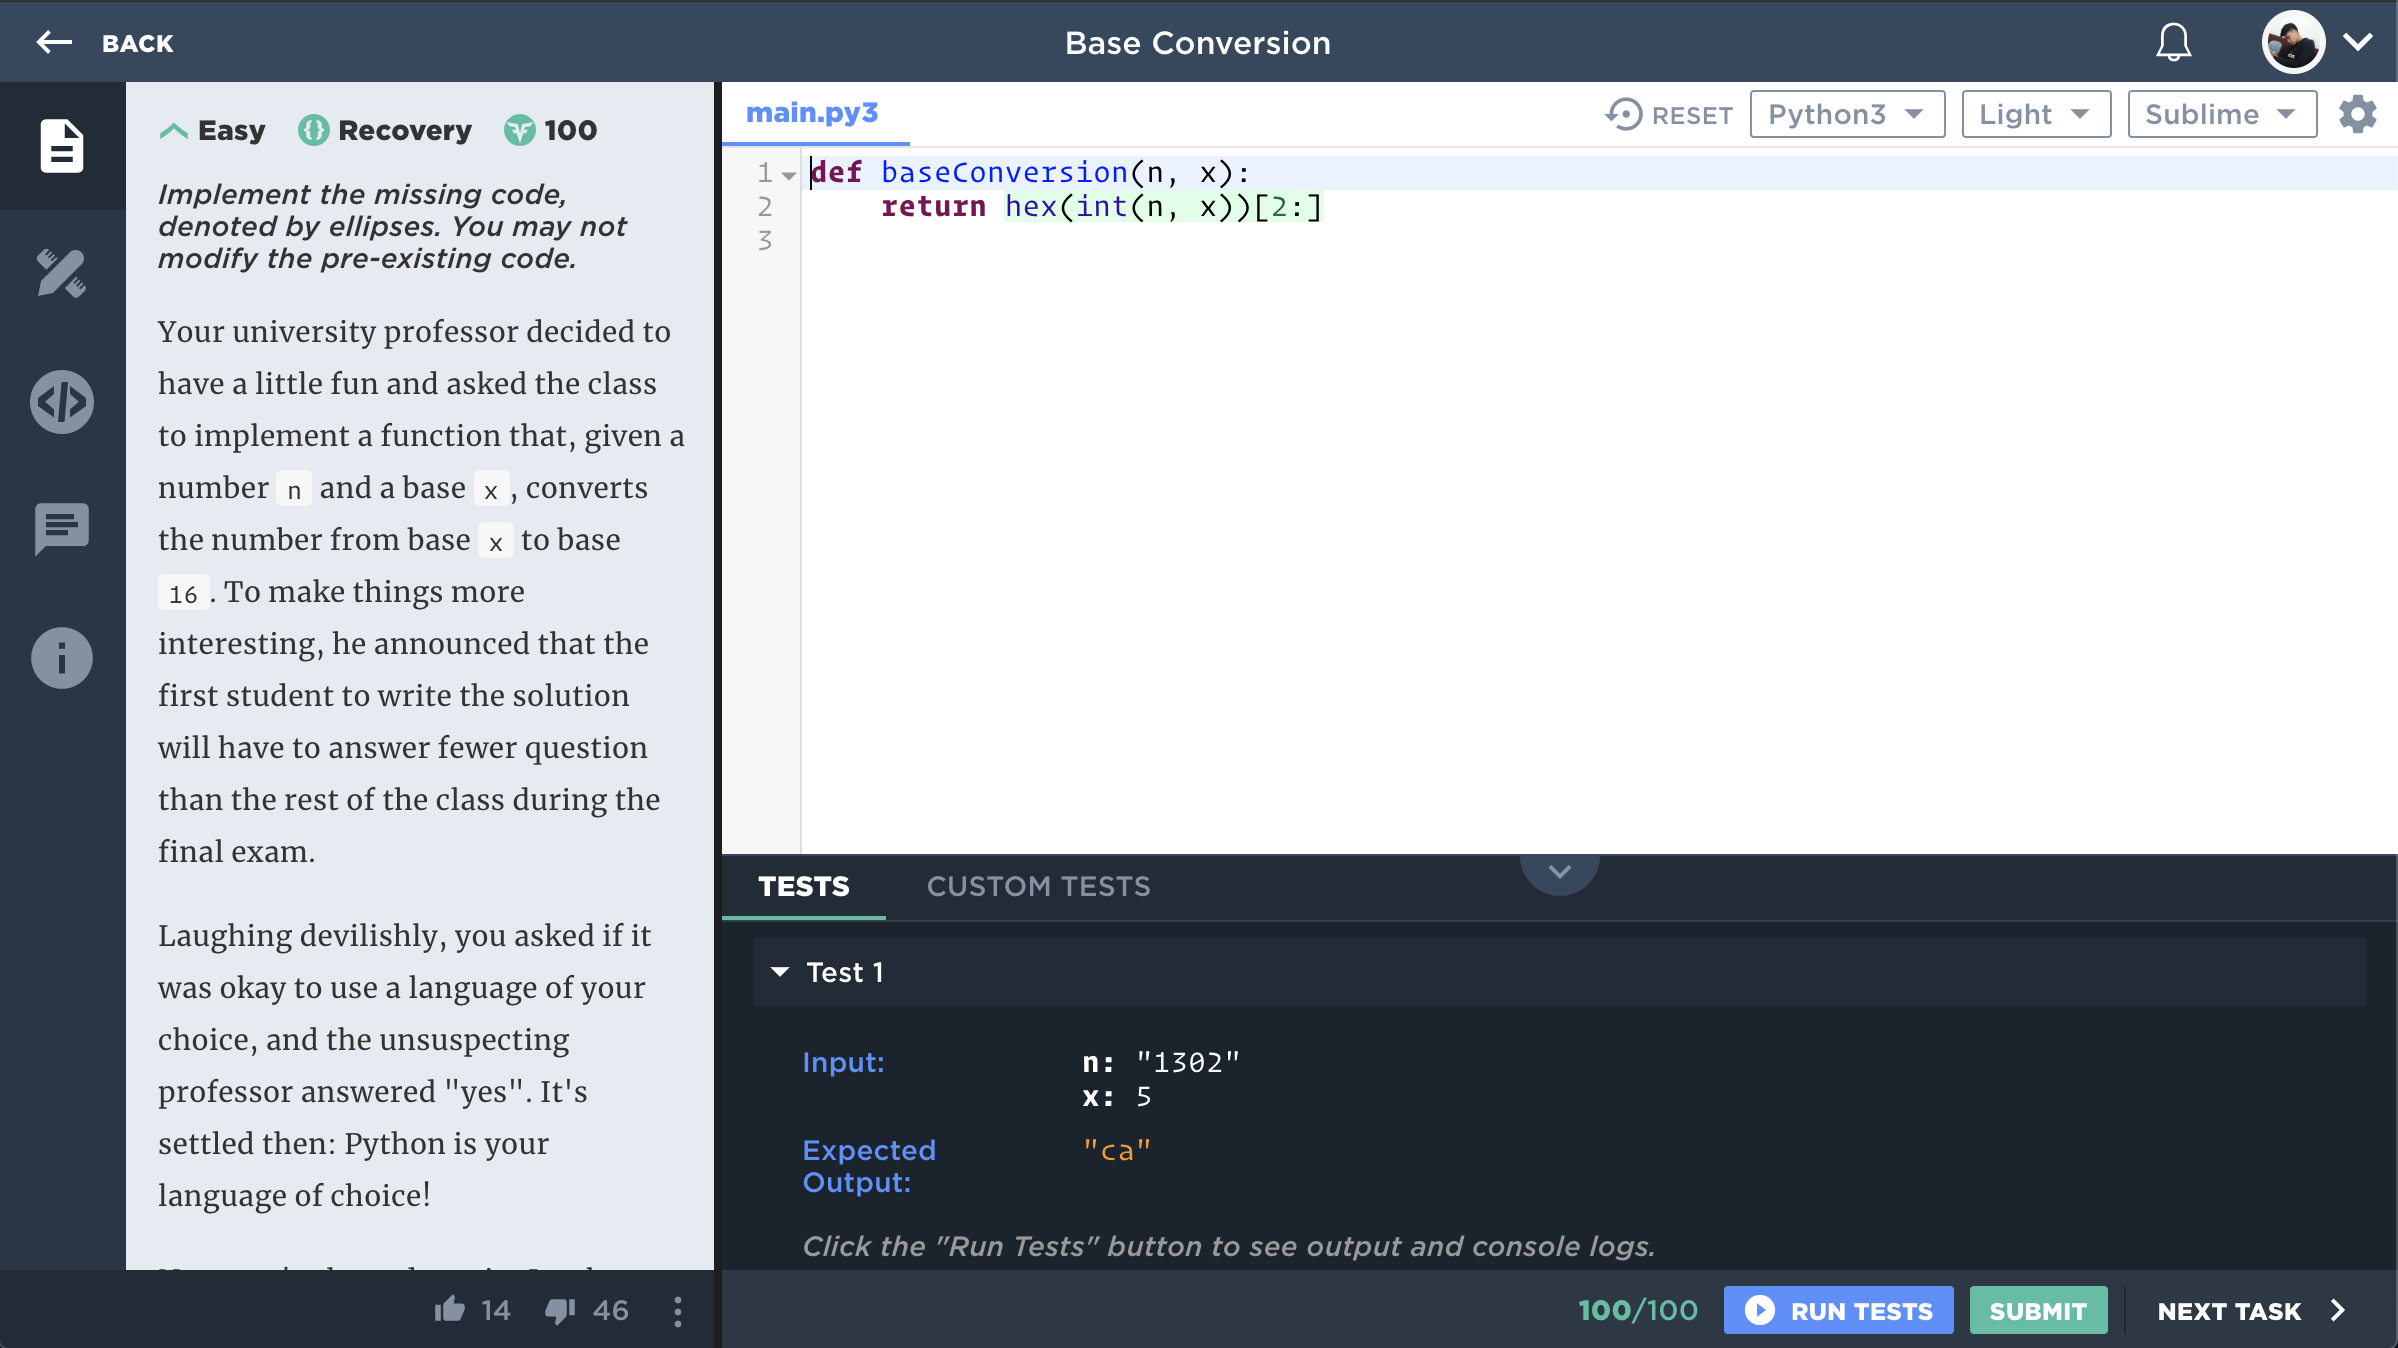 BACK
Base Conversion
Easy Recovery 100
Implement the missing code,
denoted by ellipses. You may not
modify the pre-existing code.
Your university professor decided to
have a little fun and asked the class
to implement a function that, given a
number n and a base x, converts
the number from base x to base
16. To make things more
interesting, he announced that the
first student to write the solution
will have to answer fewer question
than the rest of the class during the
final exam.
Laughing devilishly, you asked if it
was okay to use a language of your
choice, and the unsuspecting
professor answered "yes". It's
settled then: Python is your
language of choice!
14 46
main.py3
RESET Python3 Light Sublime
1 def baseConversion(n, x):
2 return hex(int(n, x))[2:]
3
TESTS CUSTOM TESTS
Test 1
Input: n: "1302"
x: 5
Expected "ca"
Output:
Click the "Run Tests" button to see output and console logs.
100/100 RUN TESTS SUBMIT NEXT TASK